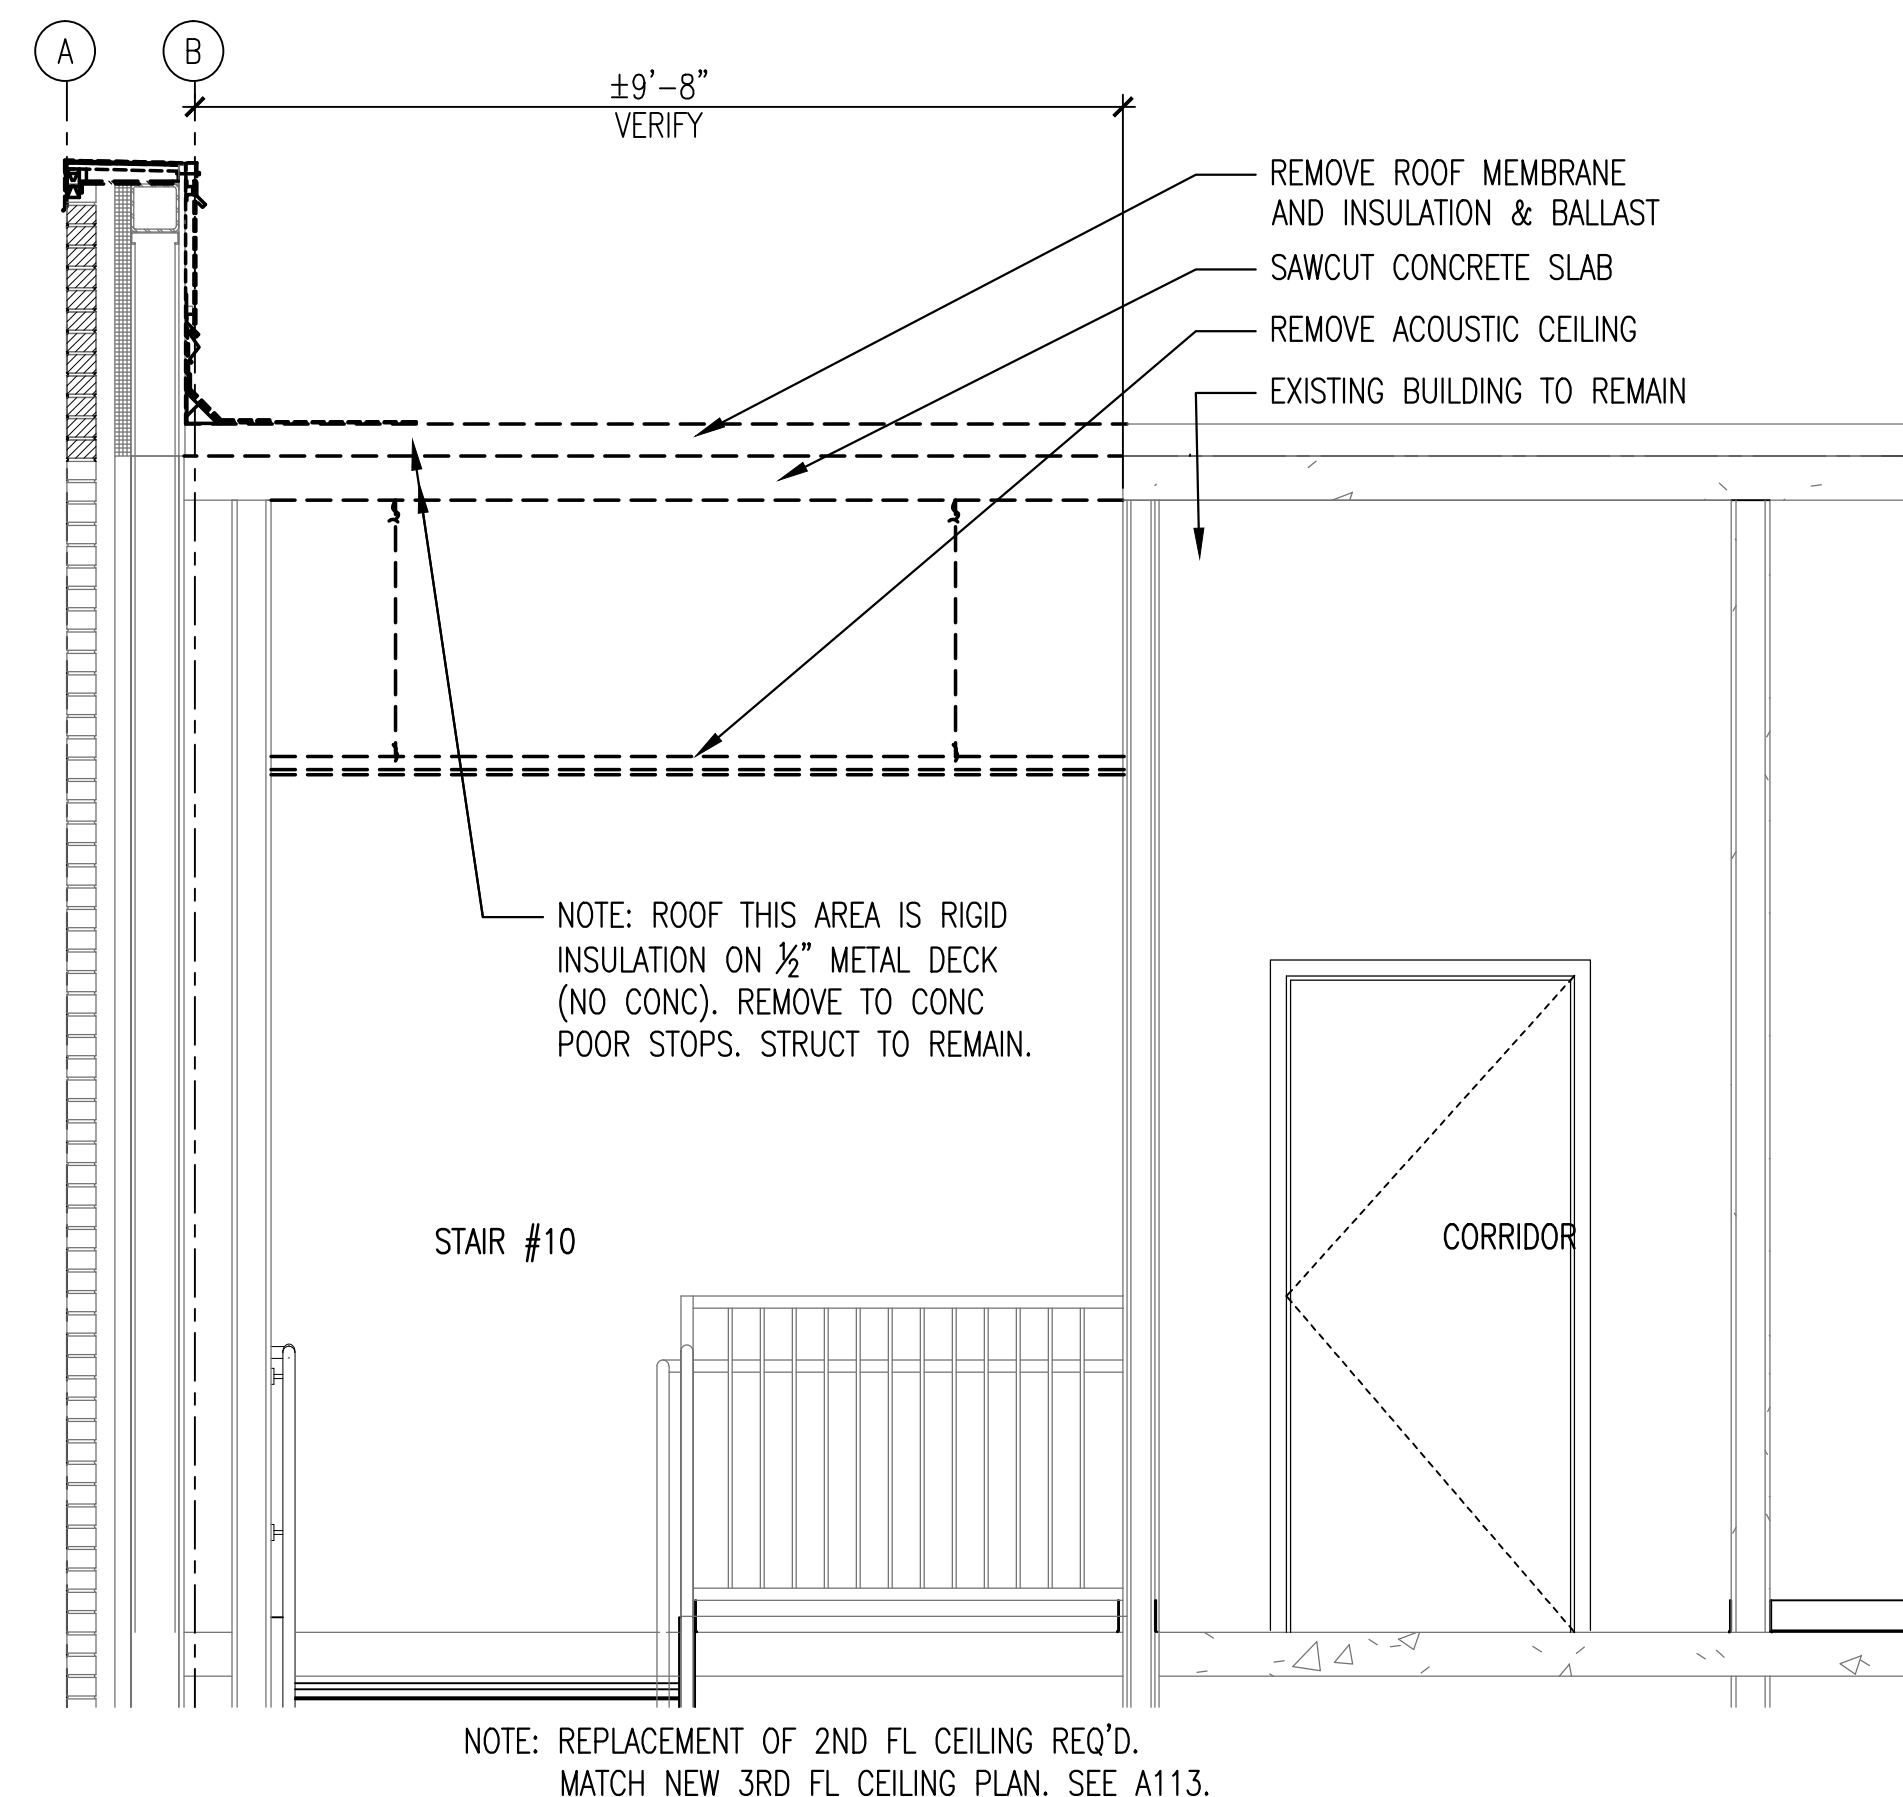 A
B
±9'-8"
VERIFY
REMOVE ROOF MEMBRANE
AND INSULATION & BALLAST
SAWCUT CONCRETE SLAB
REMOVE ACOUSTIC CEILING
EXISTING BUILDING TO REMAIN
NOTE: ROOF THIS AREA IS RIGID
INSULATION ON ½" METAL DECK
(NO CONC). REMOVE TO CONC
POOR STOPS. STRUCT TO REMAIN.
STAIR #10
CORRIDOR
NOTE: REPLACEMENT OF 2ND FL CEILING REQ'D.
MATCH NEW 3RD FL CEILING PLAN. SEE A113.